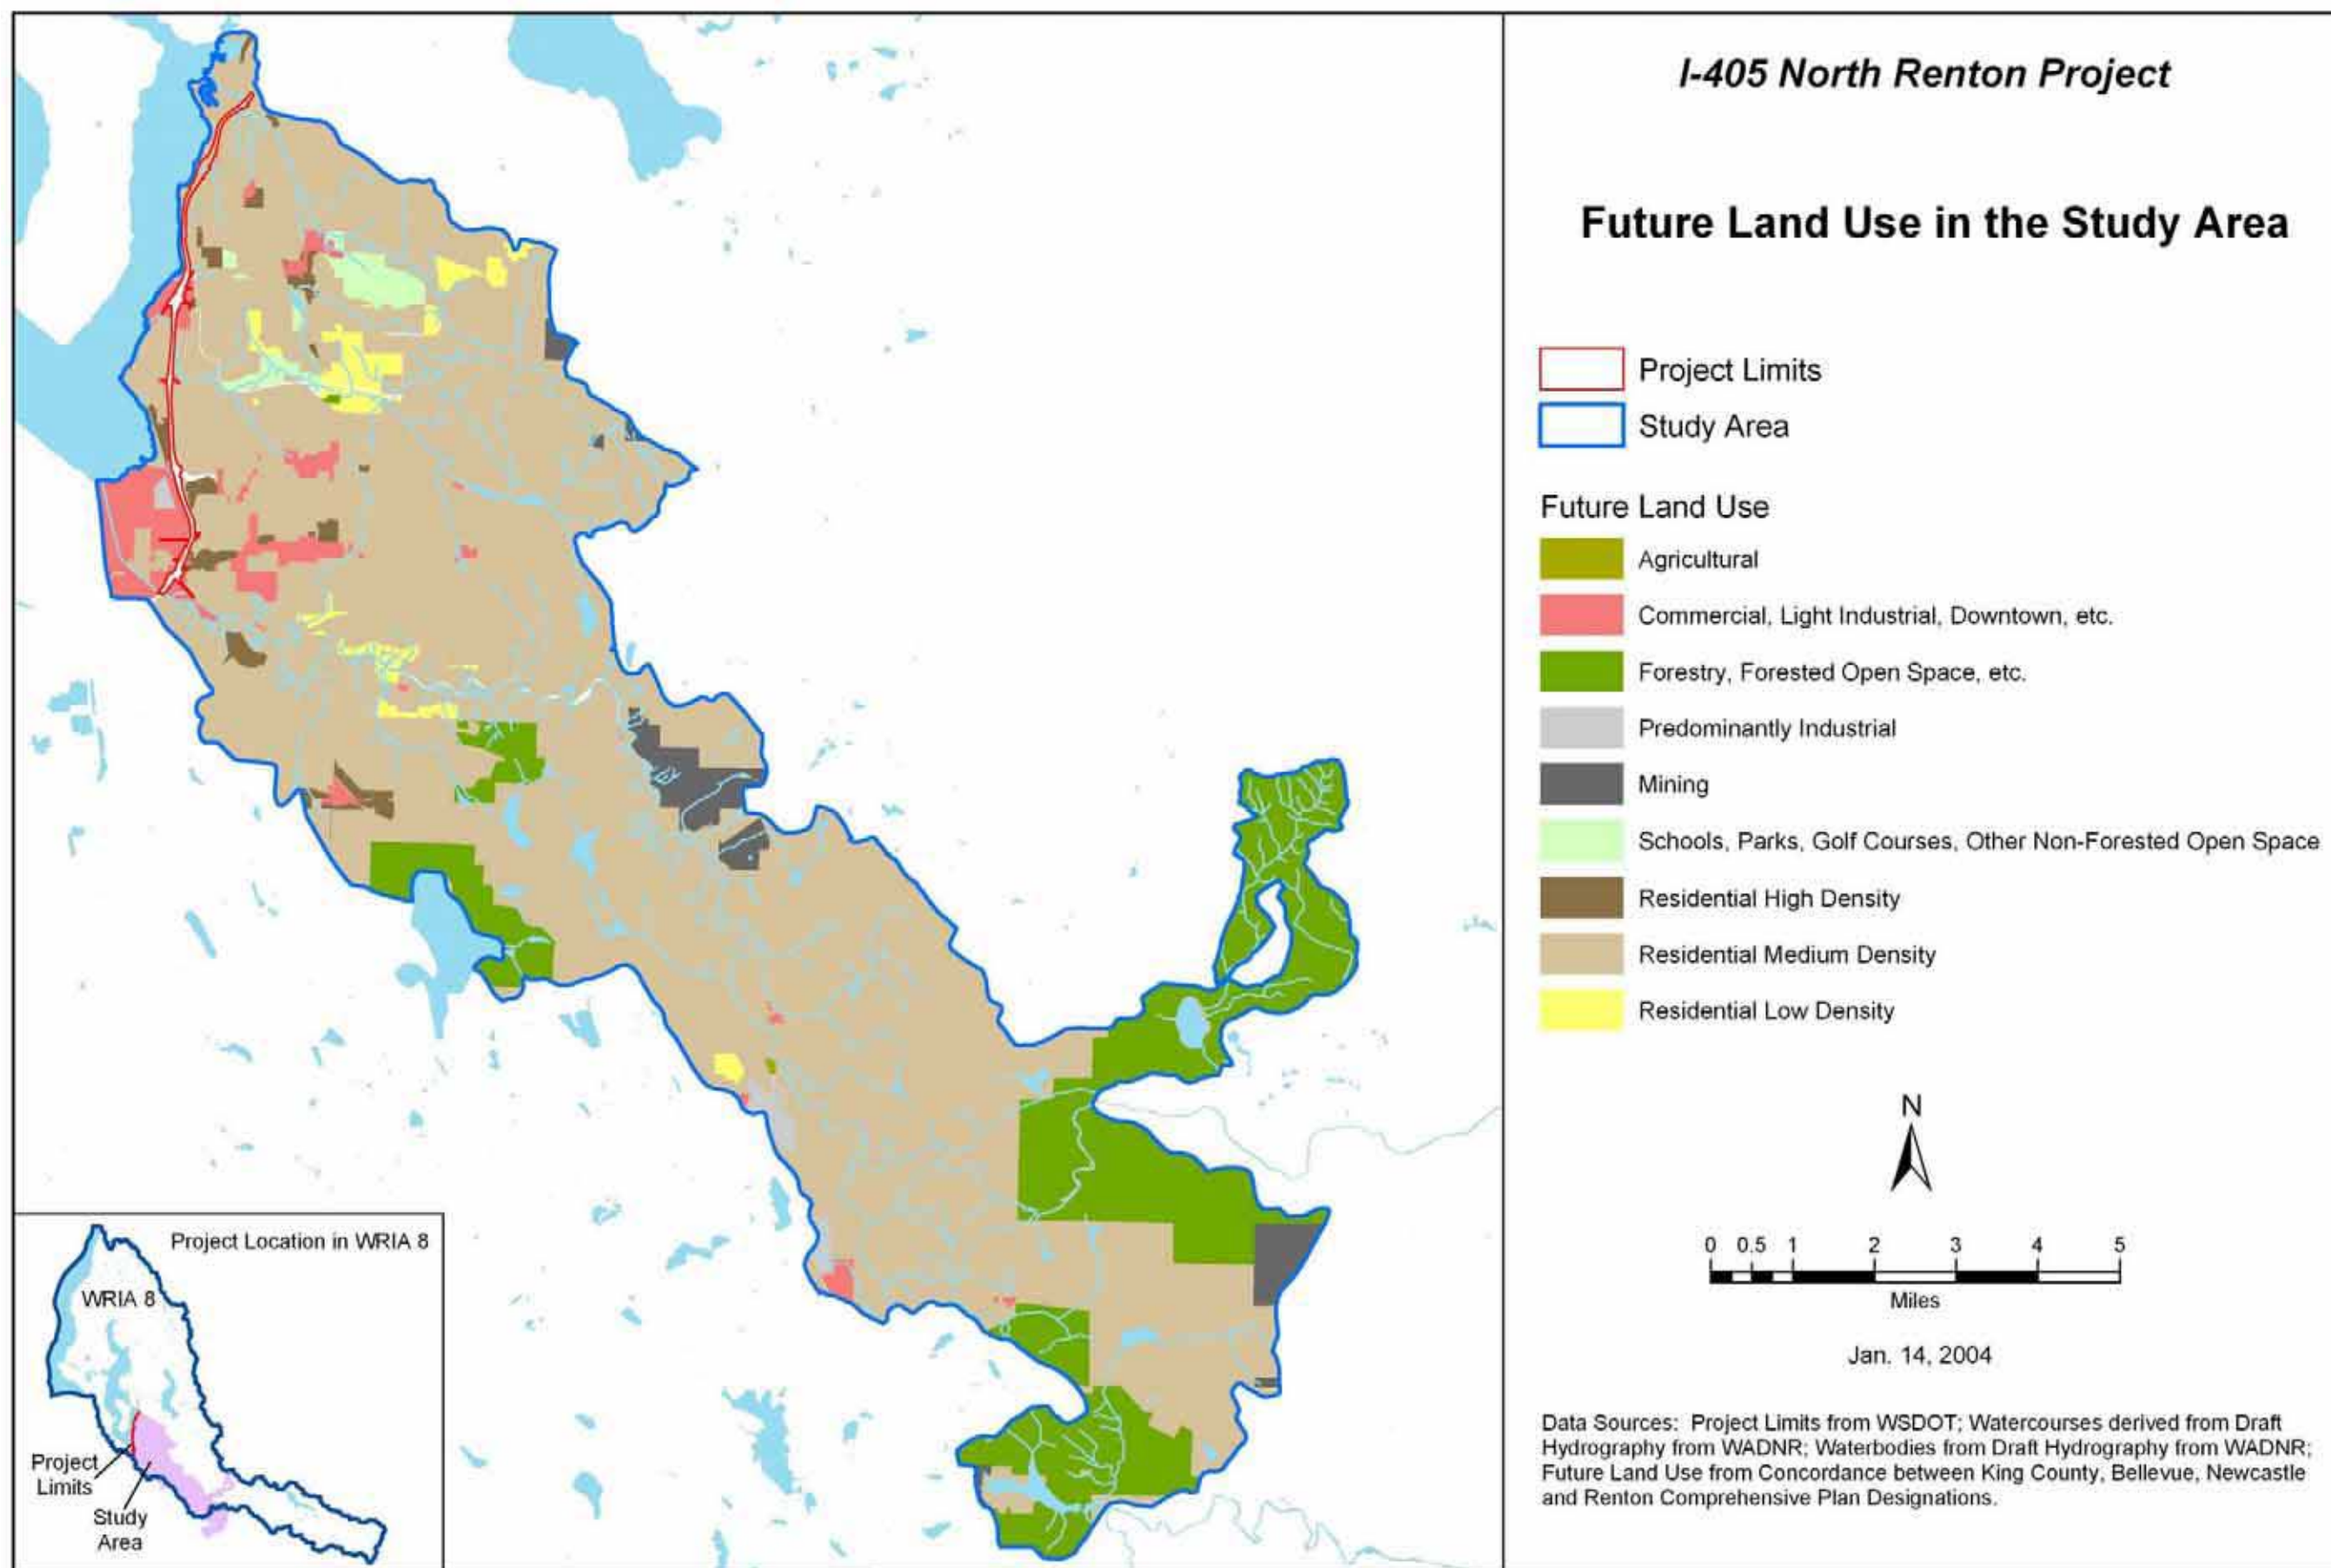 I-405 North Renton Project
Future Land Use in the Study Area
Project Limits
Study Area
Future Land Use
Agricultural
Commercial, Light Industrial, Downtown, etc.
Forestry, Forested Open Space, etc.
Predominantly Industrial
Mining
Schools, Parks, Golf Courses, Other Non-Forested Open Space
Residential High Density
Residential Medium Density
Residential Low Density
N
0 0.5 1 2 3 4 5
Miles
Jan. 14, 2004
Data Sources: Project Limits from WSDOT; Watercourses derived from Draft
Hydrography from WADNR; Waterbodies from Draft Hydrography from WADNR;
Future Land Use from Concordance between King County, Bellevue, Newcastle
and Renton Comprehensive Plan Designations.
Project Location in WRIA 8
WRIA 8
Project
Limits
Study
Area